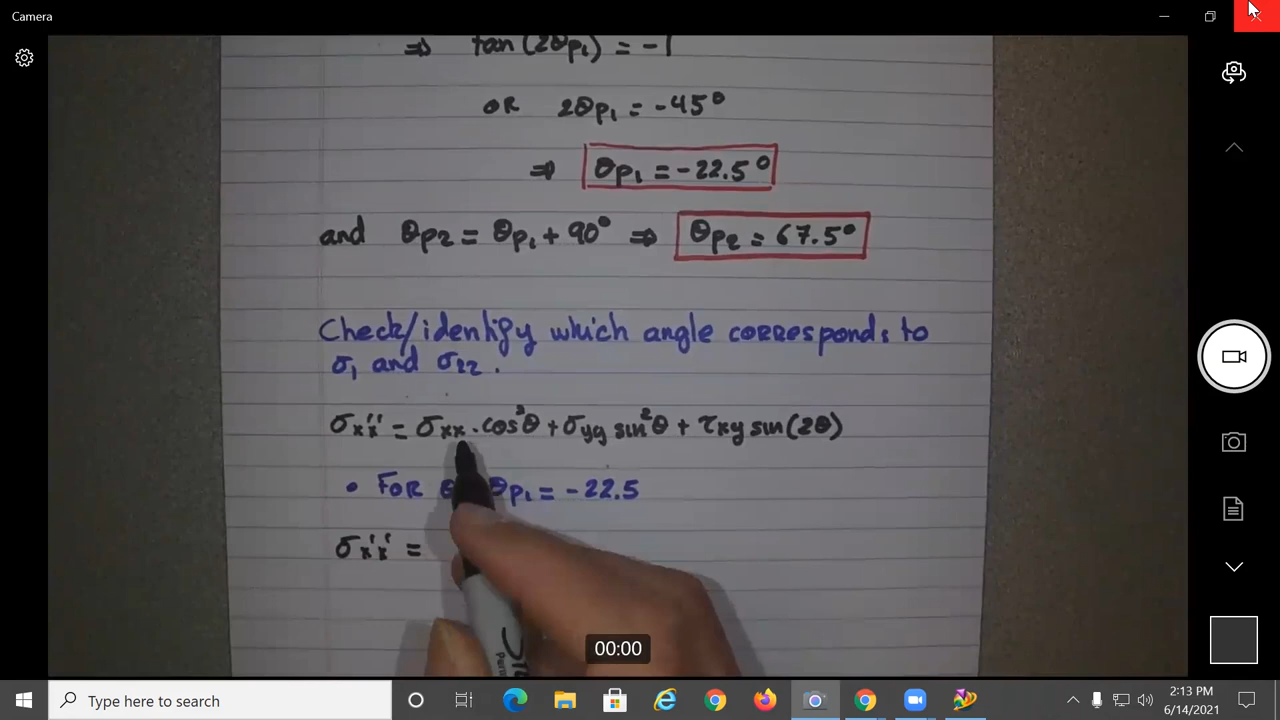 Camera
⇒ tan(2θp₁) = -1
OR 2θp₁ = -45°
⇒ θp₁ = -22.5°
and θp2 = θp₁ + 90° ⇒ θp2 = 67.5°
Check/identify which angle corresponds to
σ₁ and σ22.
σx'x' = σxx · cos²θ + σyy sin²θ + τxy sin(2θ)
• FOR θp₁ = -22.5
σx'x' =
00:00
Type here to search
2:13 PM
6/14/2021